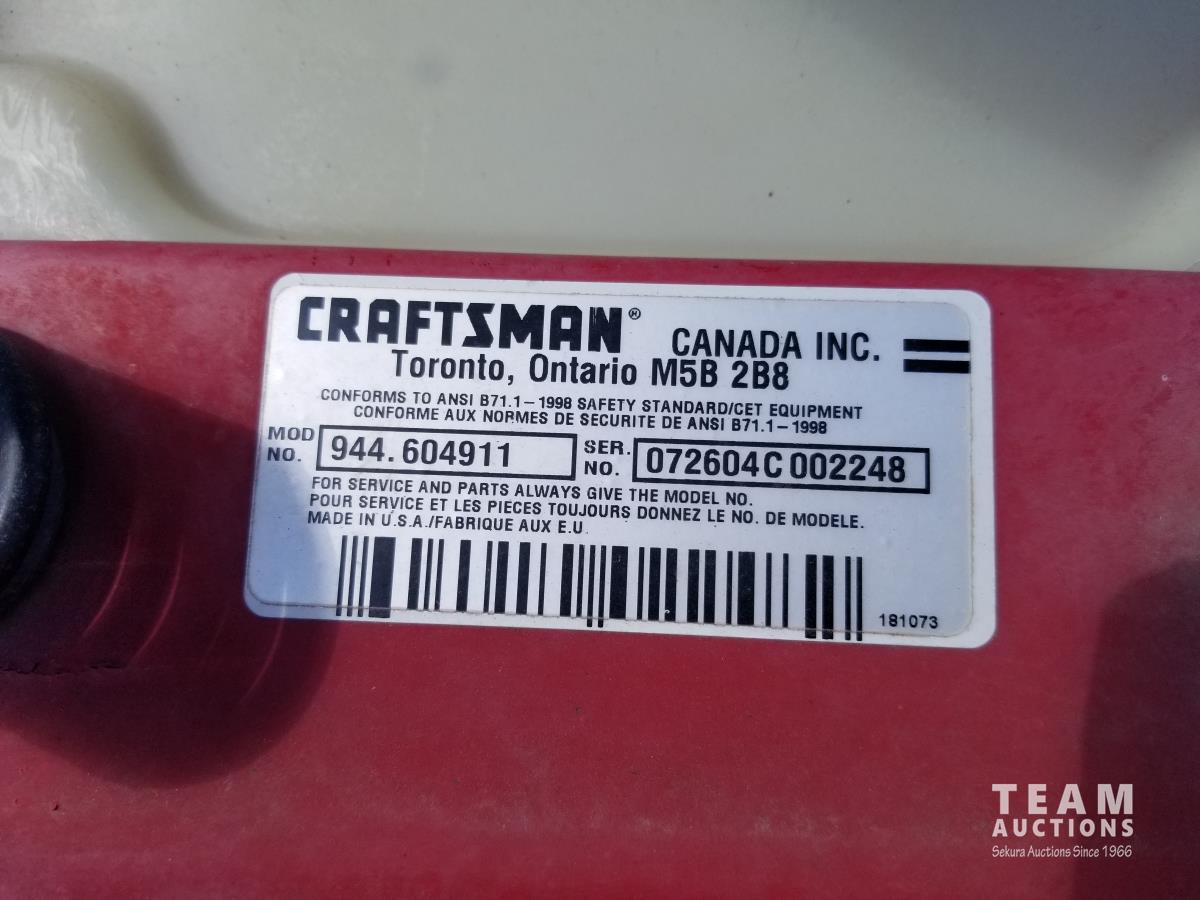 CRAFTSMAN® CANADA INC.
Toronto, Ontario M5B 2B8
CONFORMS TO ANSI B71.1–1998 SAFETY STANDARD/CET EQUIPMENT
CONFORME AUX NORMES DE SECURITE DE ANSI B71.1–1998
MOD NO. 944.604911 SER. NO. 072604C 002248
FOR SERVICE AND PARTS ALWAYS GIVE THE MODEL NO.
POUR SERVICE ET LES PIECES TOUJOURS DONNEZ LE NO. DE MODELE.
MADE IN U.S.A./FABRIQUE AUX E.U.
181073
TEAM
AUCTIONS
Sekura Auctions Since 1966